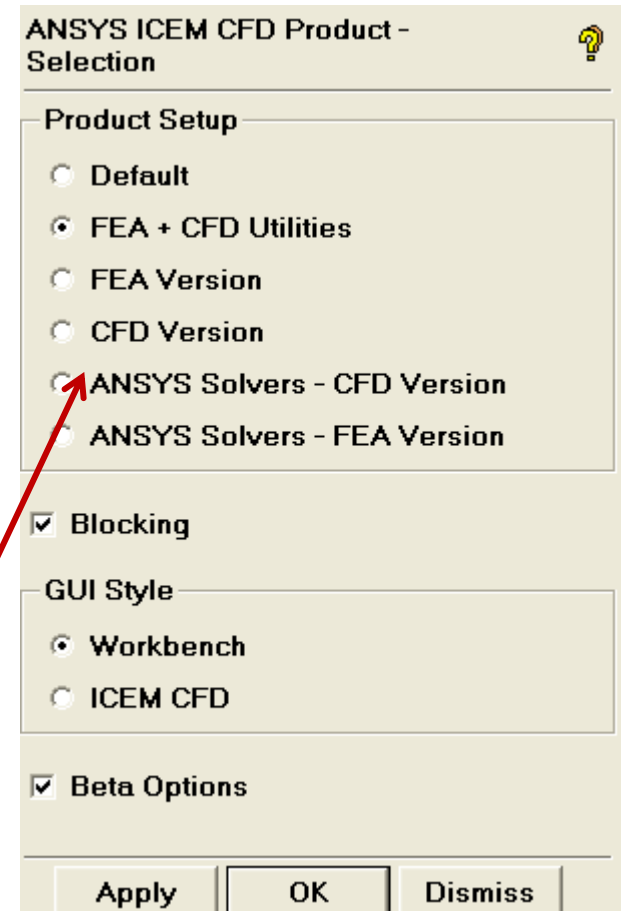 ANSYS ICEM CFD Product -
Selection
Product Setup
Default
FEA + CFD Utilities
FEA Version
CFD Version
ANSYS Solvers - CFD Version
ANSYS Solvers - FEA Version
Blocking
GUI Style
Workbench
ICEM CFD
Beta Options
Apply OK Dismiss